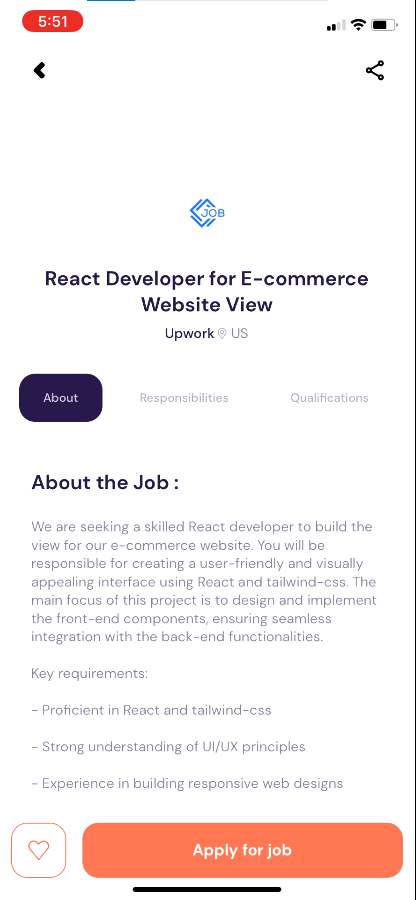 5:51
JOB
React Developer for E-commerce
Website View
Upwork US
About Responsibilities Qualifications
About the Job :
We are seeking a skilled React developer to build the
view for our e-commerce website. You will be
responsible for creating a user-friendly and visually
appealing interface using React and tailwind-css. The
main focus of this project is to design and implement
the front-end components, ensuring seamless
integration with the back-end functionalities.
Key requirements:
- Proficient in React and tailwind-css
- Strong understanding of UI/UX principles
- Experience in building responsive web designs
Apply for job